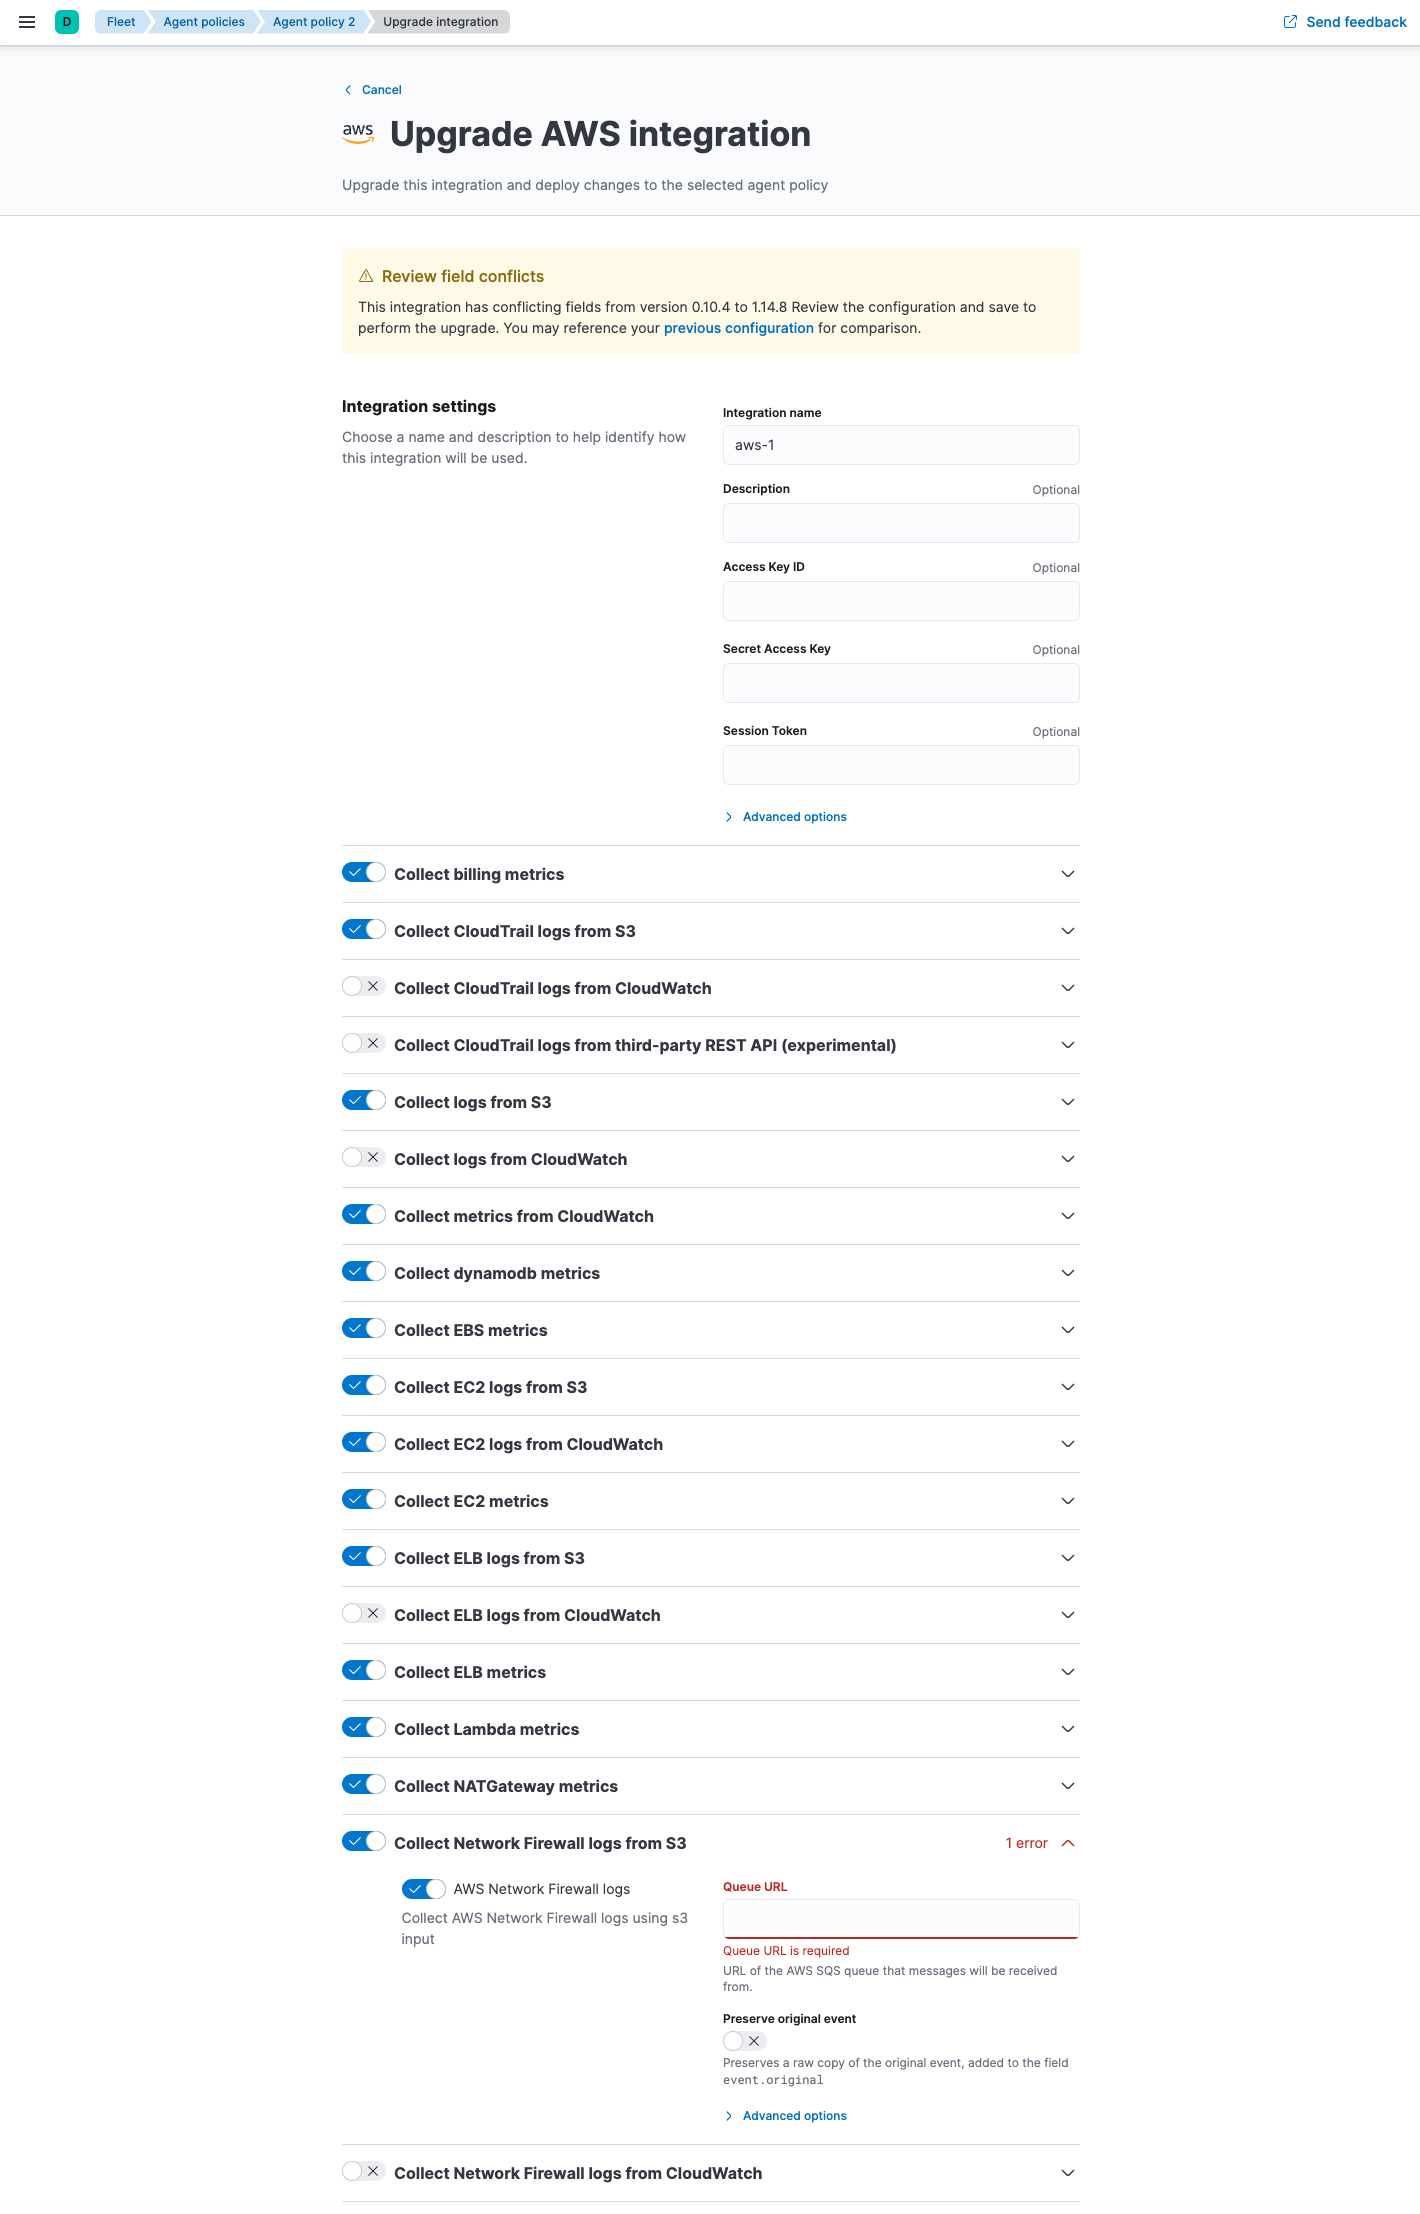 D
Fleet
Agent policies
Agent policy 2
Upgrade integration
Send feedback
Cancel
aws
Upgrade AWS integration
Upgrade this integration and deploy changes to the selected agent policy
Review field conflicts
This integration has conflicting fields from version 0.10.4 to 1.14.8 Review the configuration and save to
perform the upgrade. You may reference your previous configuration for comparison.
Integration settings
Choose a name and description to help identify how
this integration will be used.
Integration name
aws-1
Description Optional
Access Key ID Optional
Secret Access Key Optional
Session Token Optional
Advanced options
Collect billing metrics
Collect CloudTrail logs from S3
Collect CloudTrail logs from CloudWatch
Collect CloudTrail logs from third-party REST API (experimental)
Collect logs from S3
Collect logs from CloudWatch
Collect metrics from CloudWatch
Collect dynamodb metrics
Collect EBS metrics
Collect EC2 logs from S3
Collect EC2 logs from CloudWatch
Collect EC2 metrics
Collect ELB logs from S3
Collect ELB logs from CloudWatch
Collect ELB metrics
Collect Lambda metrics
Collect NATGateway metrics
Collect Network Firewall logs from S3 1 error
AWS Network Firewall logs
Collect AWS Network Firewall logs using s3
input
Queue URL
Queue URL is required
URL of the AWS SQS queue that messages will be received
from.
Preserve original event
Preserves a raw copy of the original event, added to the field
event.original
Advanced options
Collect Network Firewall logs from CloudWatch